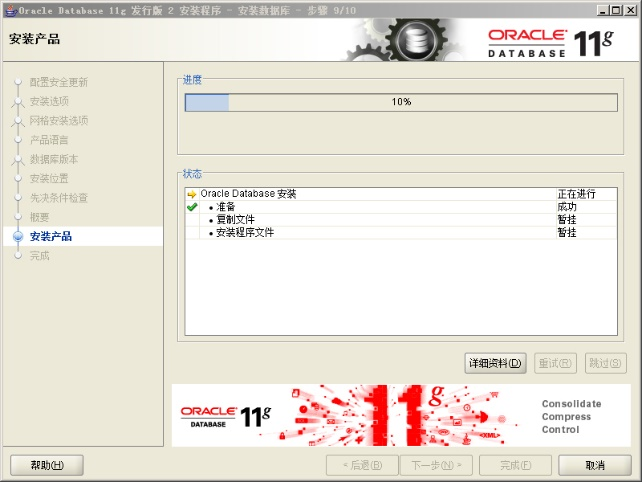 Oracle Database 11g 发行版 2 安装程序 - 安装数据库 - 步骤 9/10
安装产品
ORACLE
DATABASE 11g
配置安全更新
安装选项
网格安装选项
产品语言
数据库版本
安装位置
先决条件检查
概要
安装产品
完成
进度
10%
状态
Oracle Database 安装 正在进行
• 准备 成功
• 复制文件 暂挂
• 安装程序文件 暂挂
详细资料(D) 重试(R) 跳过(S)
ORACLE 11g
DATABASE
11g
<XML>
Consolidate
Compress
Control
帮助(H) < 后退(B) 下一步(N) > 完成(F) 取消